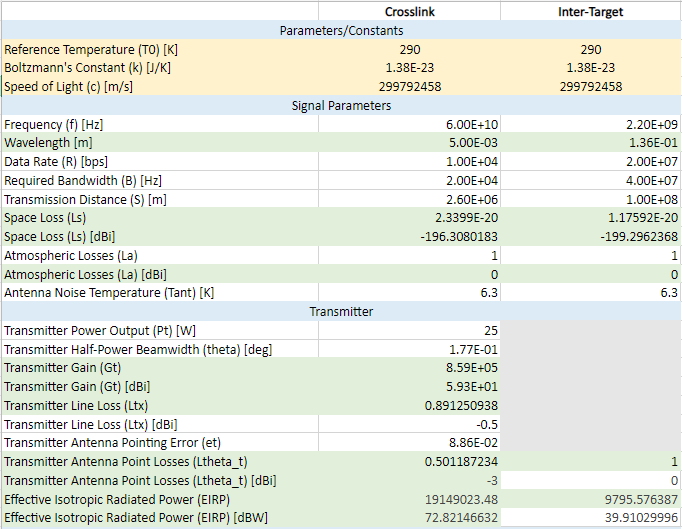 Crosslink Inter-Target
Parameters/Constants
Reference Temperature (T0) [K] 290 290
Boltzmann's Constant (k) [J/K] 1.38E-23 1.38E-23
Speed of Light (c) [m/s] 299792458 299792458
Signal Parameters
Frequency (f) [Hz] 6.00E+10 2.20E+09
Wavelength [m] 5.00E-03 1.36E-01
Data Rate (R) [bps] 1.00E+04 2.00E+07
Required Bandwidth (B) [Hz] 2.00E+04 4.00E+07
Transmission Distance (S) [m] 2.60E+06 1.00E+08
Space Loss (Ls) 2.3399E-20 1.17592E-20
Space Loss (Ls) [dBi] -196.3080183 -199.2962368
Atmospheric Losses (La) 1 1
Atmospheric Losses (La) [dBi] 0 0
Antenna Noise Temperature (Tant) [K] 6.3 6.3
Transmitter
Transmitter Power Output (Pt) [W] 25
Transmitter Half-Power Beamwidth (theta) [deg] 1.77E-01
Transmitter Gain (Gt) 8.59E+05
Transmitter Gain (Gt) [dBi] 5.93E+01
Transmitter Line Loss (Ltx) 0.891250938
Transmitter Line Loss (Ltx) [dBi] -0.5
Transmitter Antenna Pointing Error (et) 8.86E-02
Transmitter Antenna Point Losses (Ltheta_t) 0.501187234 1
Transmitter Antenna Point Losses (Ltheta_t) [dBi] -3 0
Effective Isotropic Radiated Power (EIRP) 19149023.48 9795.576387
Effective Isotropic Radiated Power (EIRP) [dBW] 72.82146632 39.91029996